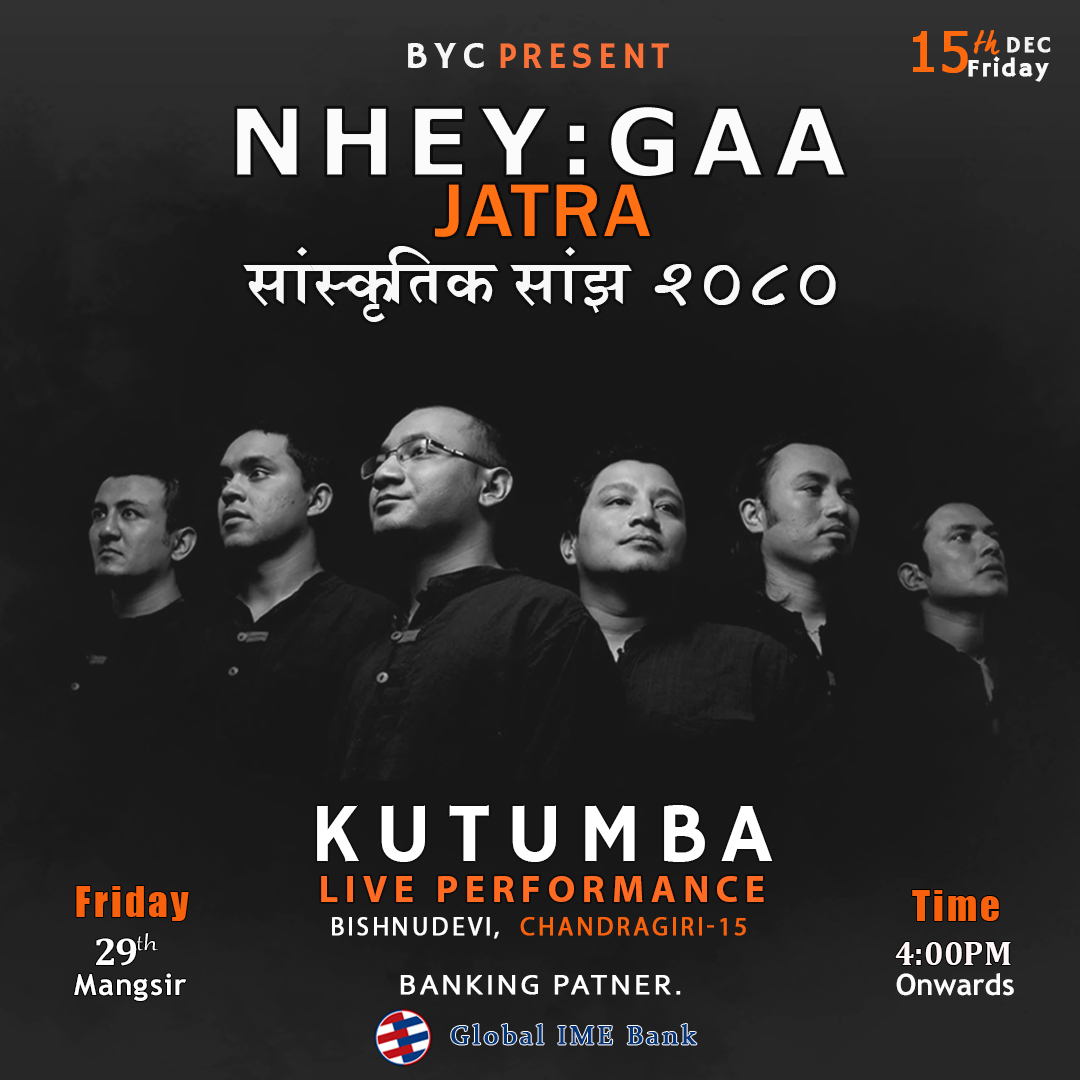 BYC PRESENT
15th DEC
Friday
NHEY:GAA
JATRA
सांस्कृतिक सांझ २०८०
KUTUMBA
LIVE PERFORMANCE
BISHNUDEVI, CHANDRAGIRI-15
Friday
29th
Mangsir
Time
4:00PM
Onwards
BANKING PATNER.
Global IME Bank